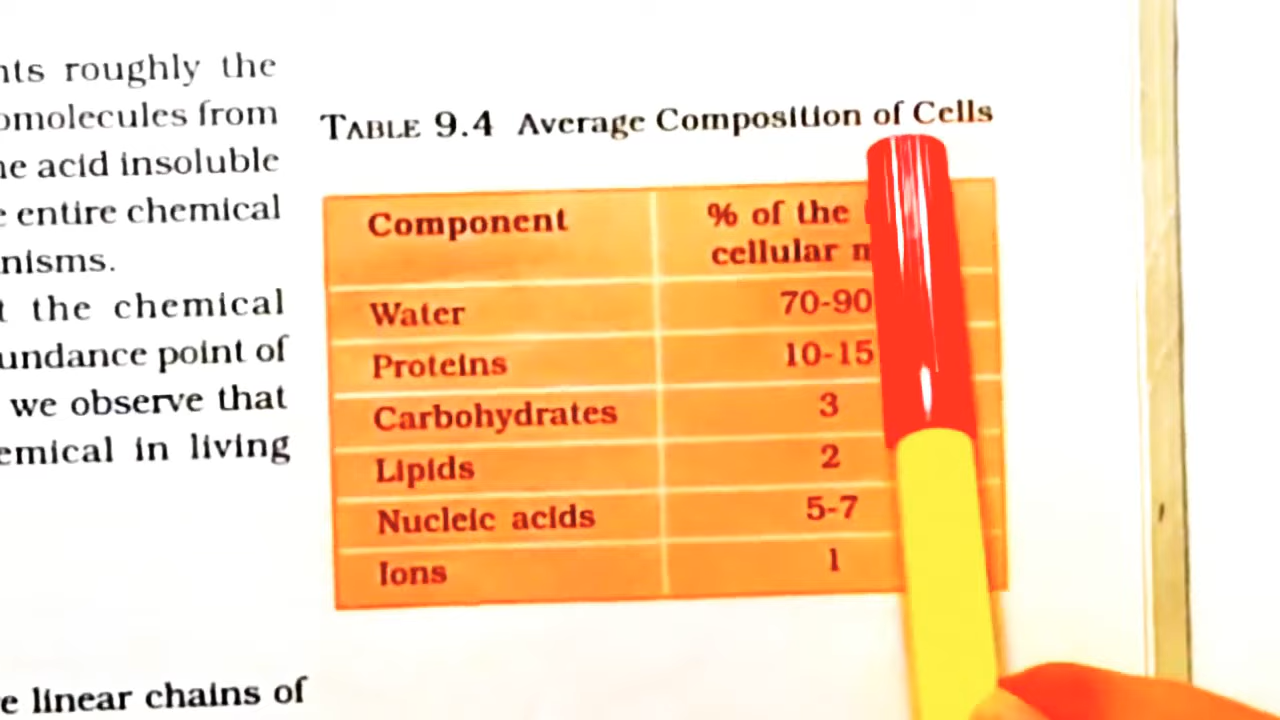 nts roughly the
omolecules from
ne acid insoluble
e entire chemical
nisms.
t the chemical
undance point of
we observe that
emical in living
e linear chains of
TABLE 9.4 Average Composition of Cells
Component % of the
cellular
Water 70-90
Proteins 10-15
Carbohydrates 3
Lipids 2
Nucleic acids 5-7
Ions 1